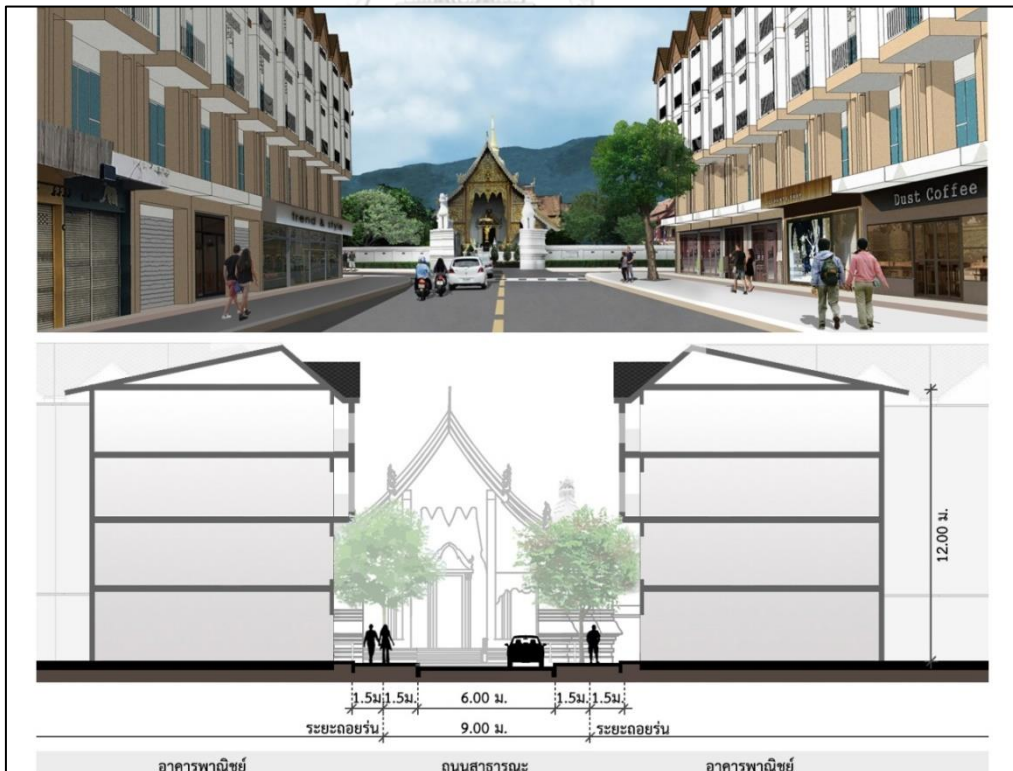 trend & style
Dust Coffee
12.00 ม.
1.5ม. 1.5ม. 6.00 ม. 1.5ม. 1.5ม.
ระยะถอยร่น 9.00 ม. ระยะถอยร่น
อาคารพาณิชย์ ถนนสาธารณะ อาคารพาณิชย์